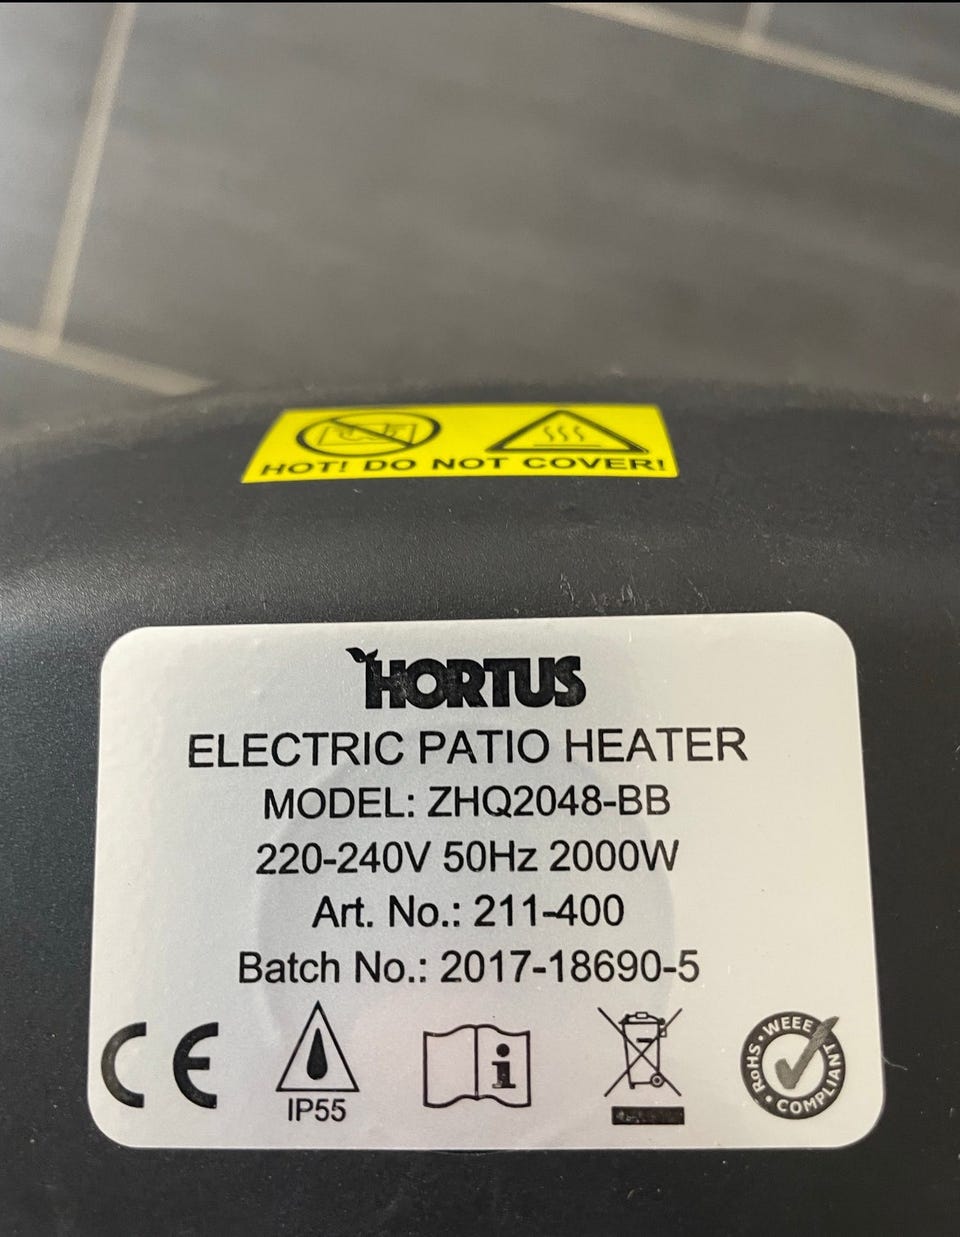 HOT! DO NOT COVER!
HORTUS
ELECTRIC PATIO HEATER
MODEL: ZHQ2048-BB
220-240V 50Hz 2000W
Art. No.: 211-400
Batch No.: 2017-18690-5
CE
IP55
i
RoHS • WEEE • COMPLIANT